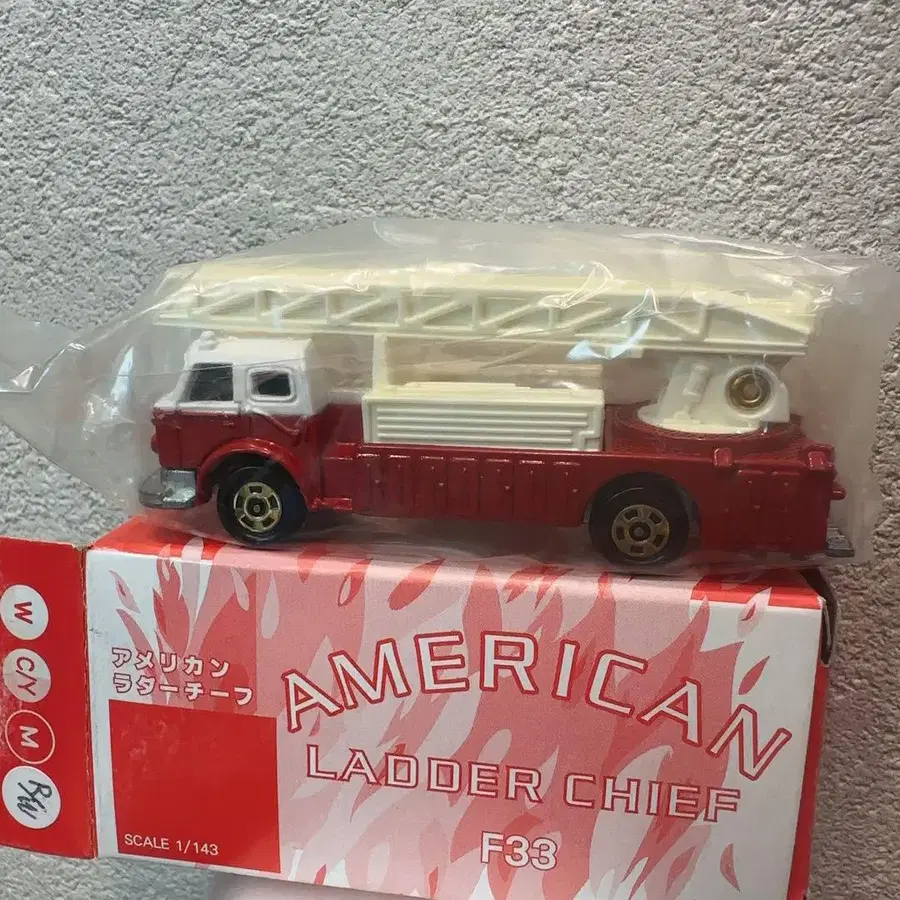 アメリカン
ラダーチーフ
AMERICAN
LADDER CHIEF
F33
SCALE 1/143
W
C/Y
M
R/W